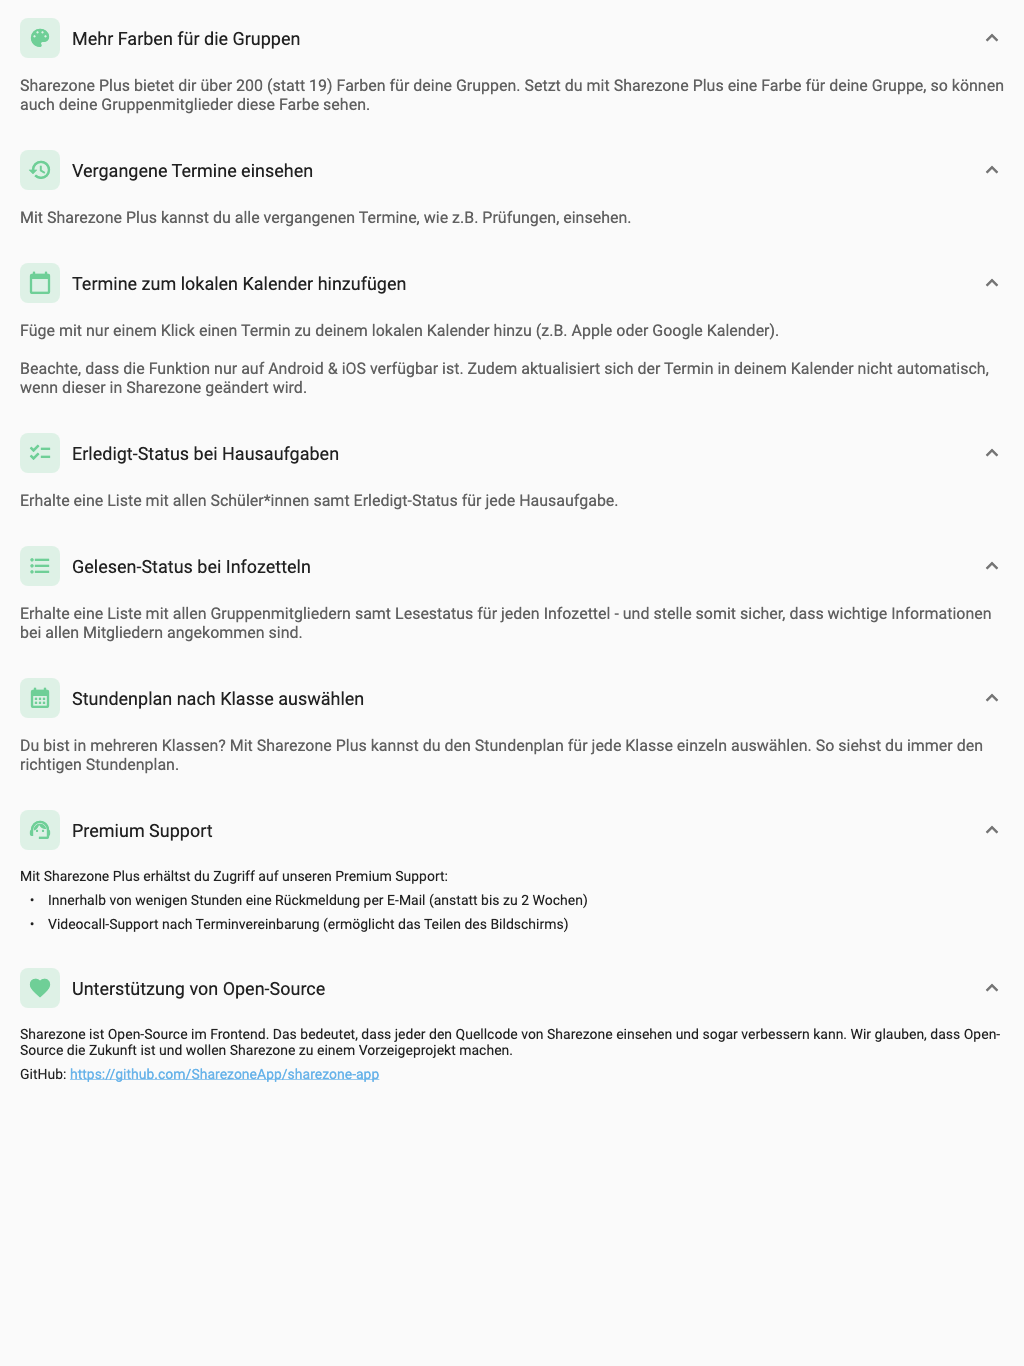 Mehr Farben für die Gruppen
Sharezone Plus bietet dir über 200 (statt 19) Farben für deine Gruppen. Setzt du mit Sharezone Plus eine Farbe für deine Gruppe, so können
auch deine Gruppenmitglieder diese Farbe sehen.
Vergangene Termine einsehen
Mit Sharezone Plus kannst du alle vergangenen Termine, wie z.B. Prüfungen, einsehen.
Termine zum lokalen Kalender hinzufügen
Füge mit nur einem Klick einen Termin zu deinem lokalen Kalender hinzu (z.B. Apple oder Google Kalender).
Beachte, dass die Funktion nur auf Android & iOS verfügbar ist. Zudem aktualisiert sich der Termin in deinem Kalender nicht automatisch,
wenn dieser in Sharezone geändert wird.
Erledigt-Status bei Hausaufgaben
Erhalte eine Liste mit allen Schüler*innen samt Erledigt-Status für jede Hausaufgabe.
Gelesen-Status bei Infozetteln
Erhalte eine Liste mit allen Gruppenmitgliedern samt Lesestatus für jeden Infozettel - und stelle somit sicher, dass wichtige Informationen
bei allen Mitgliedern angekommen sind.
Stundenplan nach Klasse auswählen
Du bist in mehreren Klassen? Mit Sharezone Plus kannst du den Stundenplan für jede Klasse einzeln auswählen. So siehst du immer den
richtigen Stundenplan.
Premium Support
Mit Sharezone Plus erhältst du Zugriff auf unseren Premium Support:
• Innerhalb von wenigen Stunden eine Rückmeldung per E-Mail (anstatt bis zu 2 Wochen)
• Videocall-Support nach Terminvereinbarung (ermöglicht das Teilen des Bildschirms)
Unterstützung von Open-Source
Sharezone ist Open-Source im Frontend. Das bedeutet, dass jeder den Quellcode von Sharezone einsehen und sogar verbessern kann. Wir glauben, dass Open-
Source die Zukunft ist und wollen Sharezone zu einem Vorzeigeprojekt machen.
GitHub: https://github.com/SharezoneApp/sharezone-app